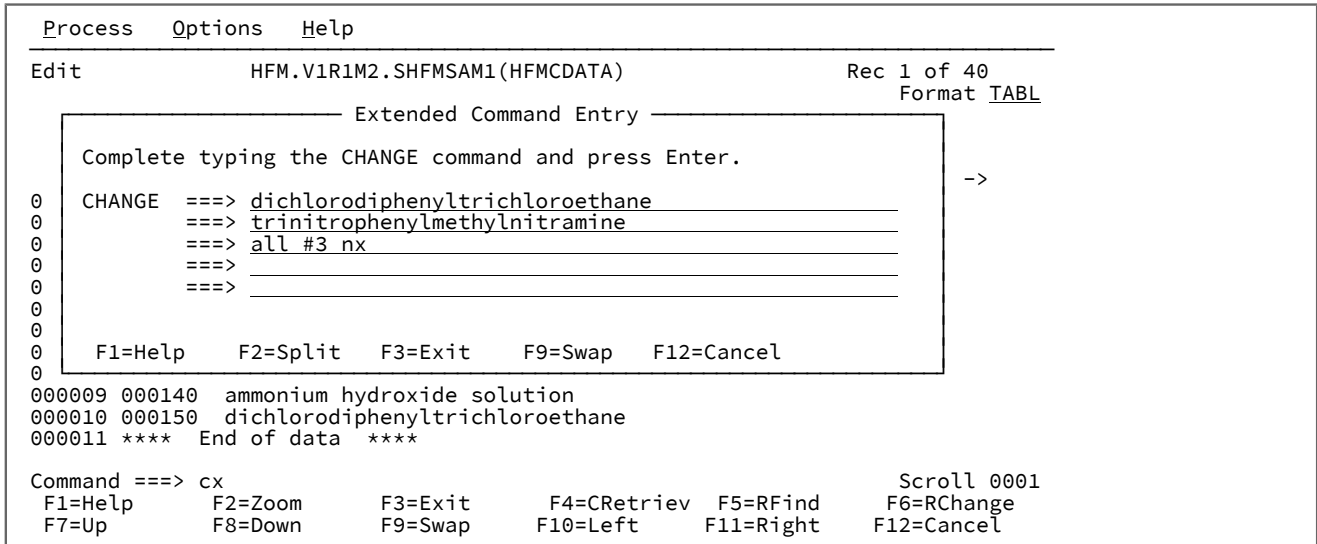 Process   Options   Help
Edit             HFM.V1R1M2.SHFMSAM1(HFMCDATA)                 Rec 1 of 40
Format TABL
Extended Command Entry
Complete typing the CHANGE command and press Enter.
->
0   CHANGE  ===> dichlorodiphenyltrichloroethane
0           ===> trinitrophenylmethylnitramine
0           ===> all #3 nx
0           ===>
0           ===>
0
0
0   F1=Help    F2=Split   F3=Exit    F9=Swap   F12=Cancel
0
000009 000140  ammonium hydroxide solution
000010 000150  dichlorodiphenyltrichloroethane
000011 ****  End of data  ****
Command ===> cx                                                    Scroll 0001
F1=Help      F2=Zoom      F3=Exit      F4=CRetriev  F5=RFind     F6=RChange
F7=Up        F8=Down      F9=Swap     F10=Left     F11=Right    F12=Cancel